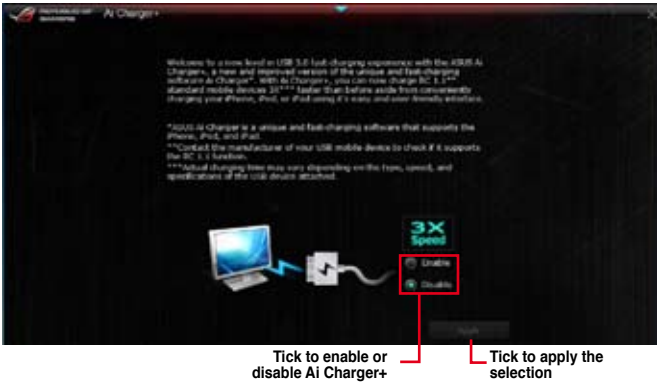 REPUBLIC OF
GAMERS
Ai Charger+
Welcome to a new level in USB 3.0 fast-charging experience with the ASUS Ai
Charger+, a new and improved version of the unique and fast-charging
software Ai Charger*. With Ai Charger+, you can now charge BC 1.1**
standard mobile devices 3X*** faster than before aside from conveniently
charging your iPhone, iPod, or iPad using it's easy and user-friendly interface.
*ASUS Ai Charger is a unique and fast-charging software that supports the
iPhone, iPod, and iPad.
**Contact the manufacturer of your USB mobile device to check if it supports
the BC 1.1 function.
***Actual charging time may vary depending on the type, speed, and
specifications of the USB device attached.
3X
Speed
Enable
Disable
Apply
Tick to enable or
disable Ai Charger+
Tick to apply the
selection